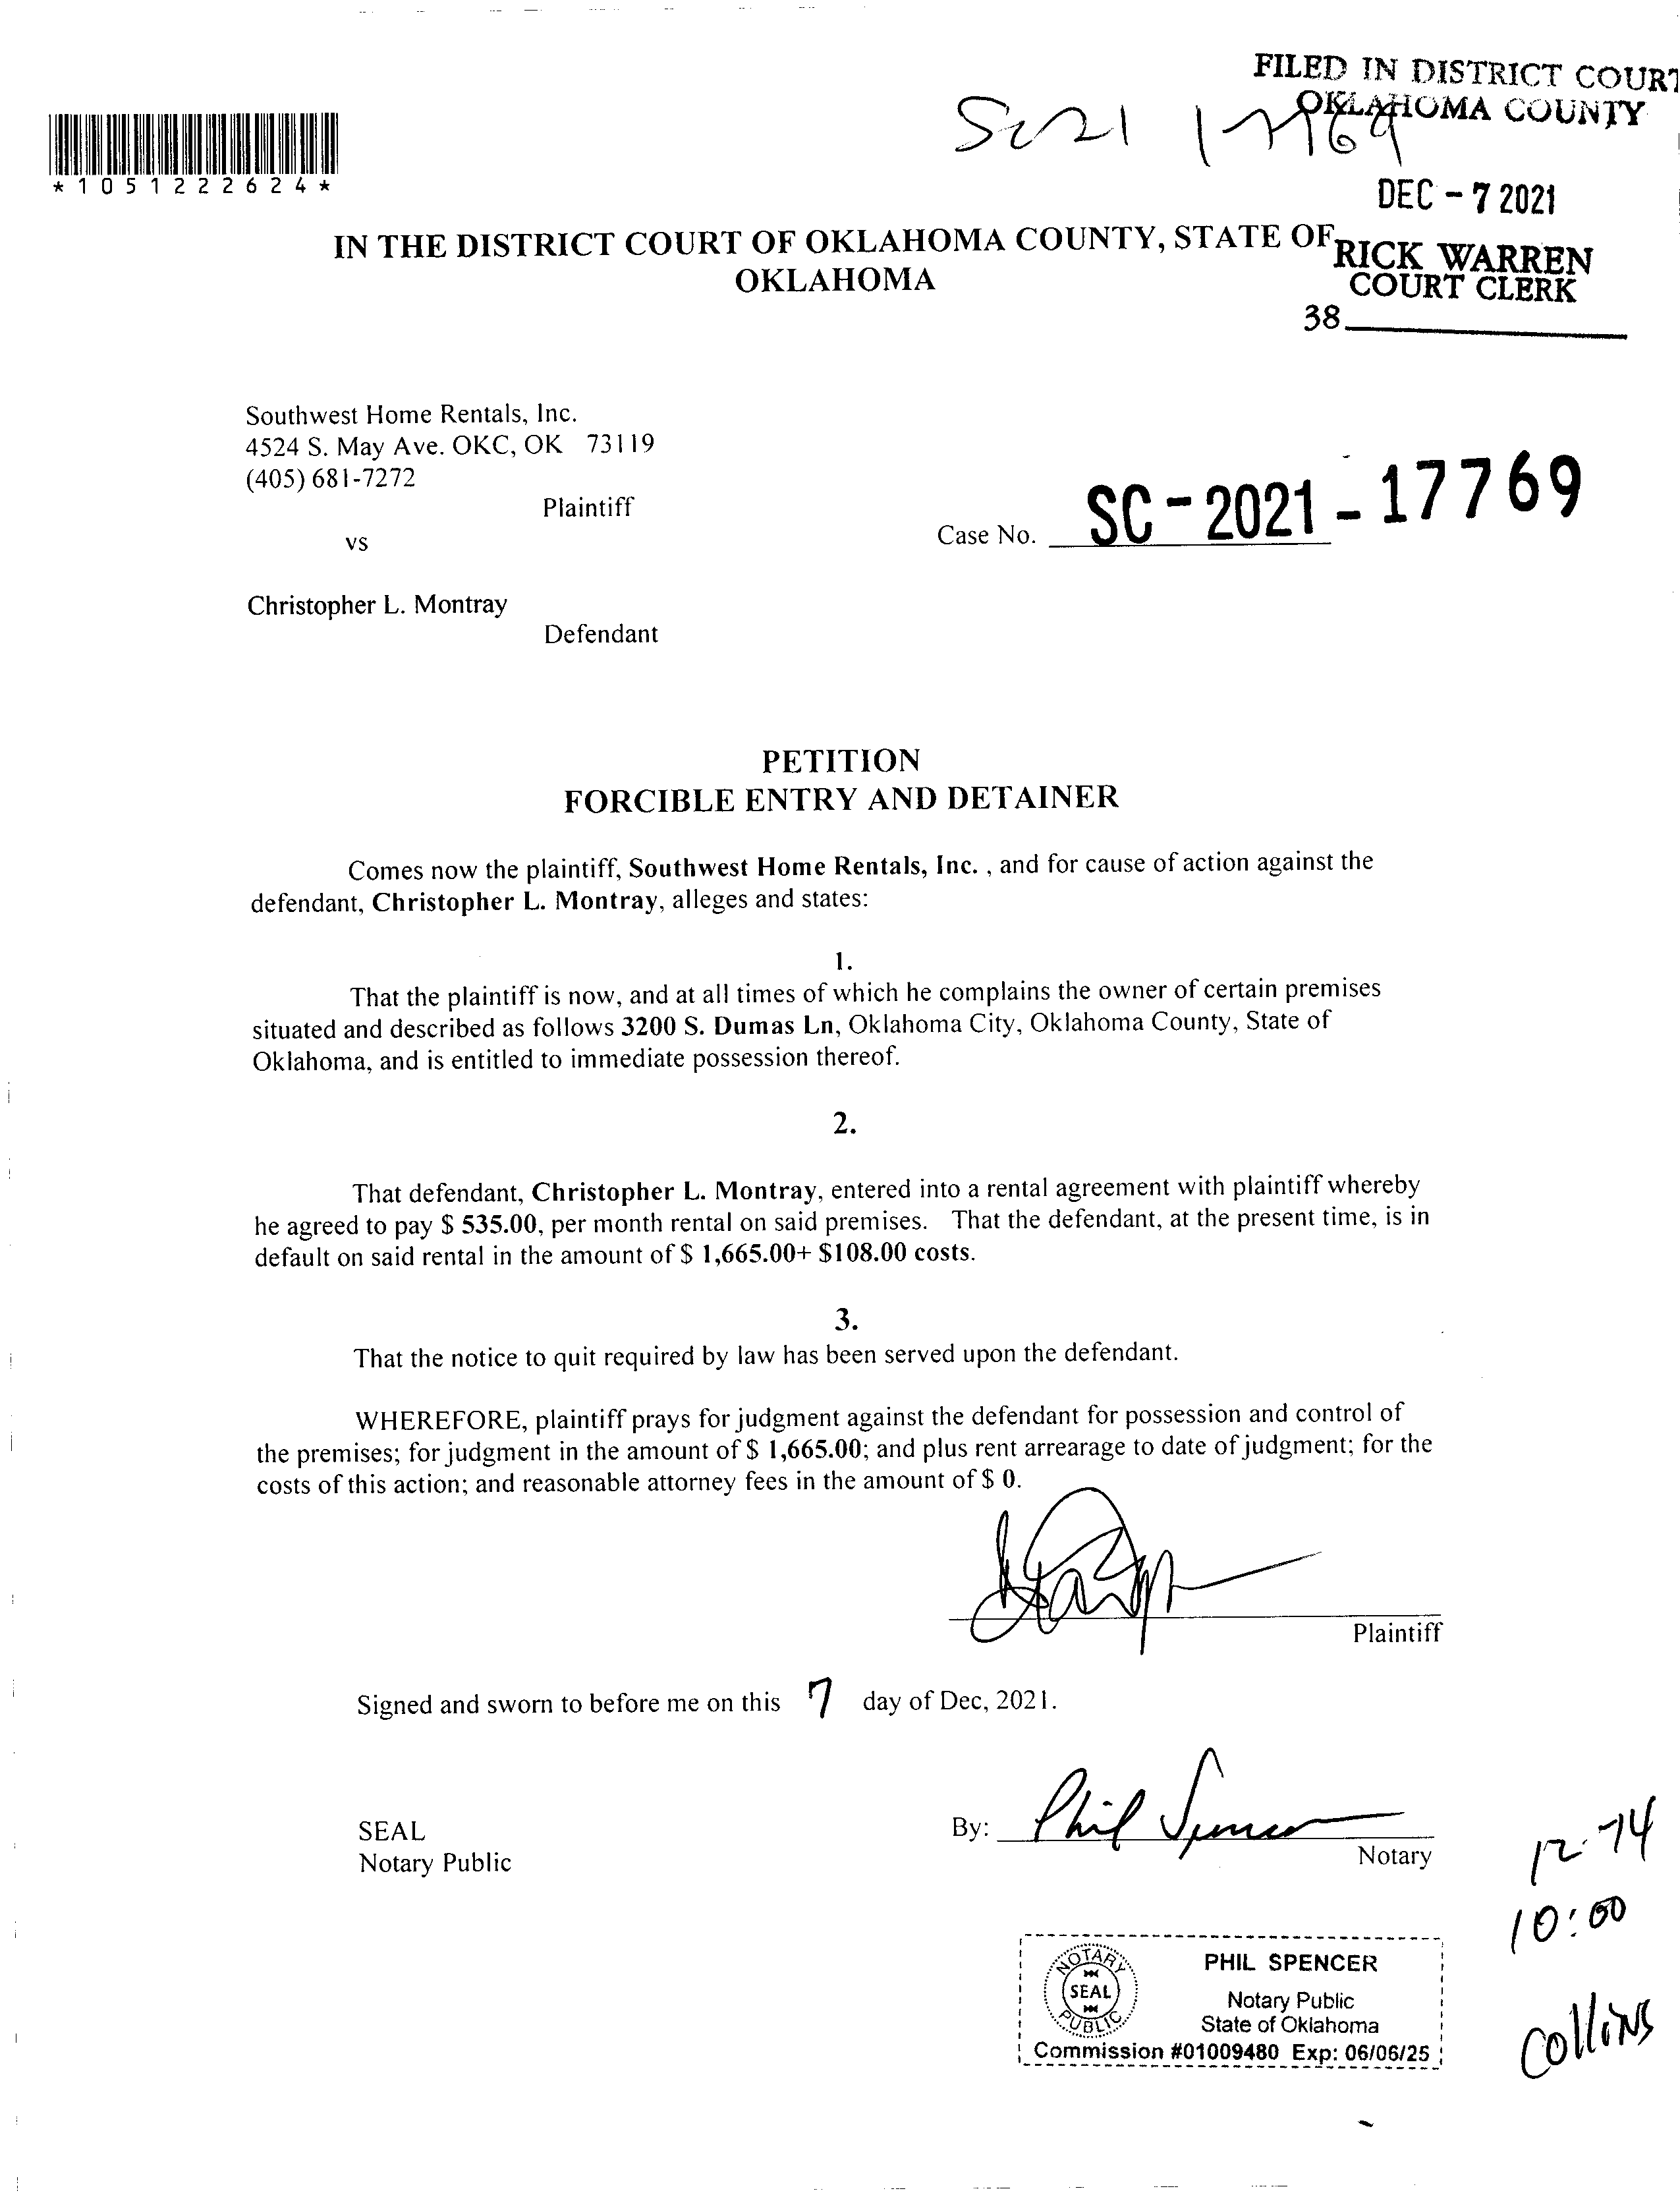 FILED IN DISTRICT COURT
OKLAHOMA COUNTY
SC21 17769
*1051222624*
DEC - 7 2021
IN THE DISTRICT COURT OF OKLAHOMA COUNTY, STATE OF
OKLAHOMA
RICK WARREN
COURT CLERK
38
Southwest Home Rentals, Inc.
4524 S. May Ave. OKC, OK 73119
(405) 681-7272
Plaintiff
vs
Case No. SC-2021-17769
Christopher L. Montray
Defendant
PETITION
FORCIBLE ENTRY AND DETAINER
Comes now the plaintiff, Southwest Home Rentals, Inc. , and for cause of action against the
defendant, Christopher L. Montray, alleges and states:
1.
That the plaintiff is now, and at all times of which he complains the owner of certain premises
situated and described as follows 3200 S. Dumas Ln, Oklahoma City, Oklahoma County, State of
Oklahoma, and is entitled to immediate possession thereof.
2.
That defendant, Christopher L. Montray, entered into a rental agreement with plaintiff whereby
he agreed to pay $ 535.00, per month rental on said premises. That the defendant, at the present time, is in
default on said rental in the amount of $ 1,665.00+ $108.00 costs.
3.
That the notice to quit required by law has been served upon the defendant.
WHEREFORE, plaintiff prays for judgment against the defendant for possession and control of
the premises; for judgment in the amount of $ 1,665.00; and plus rent arrearage to date of judgment; for the
costs of this action; and reasonable attorney fees in the amount of $ 0.
Plaintiff
Signed and sworn to before me on this 7 day of Dec, 2021.
SEAL
Notary Public
By: Phil Spencer
Notary
12-14
10:00
Collins
NOTARY
SEAL
PUBLIC
PHIL SPENCER
Notary Public
State of Oklahoma
Commission #01009480 Exp: 06/06/25